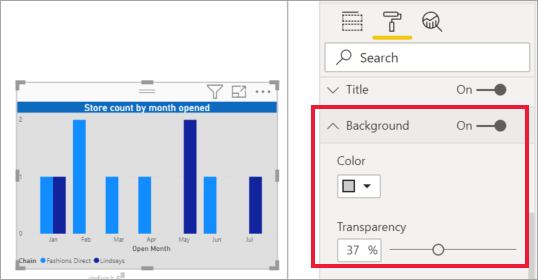 Search
Title On
Store count by month opened
2
1
0
Jan Feb Mar Apr May Jun Jul
Open Month
Chain Fashions Direct Lindseys
Background On
Color
Transparency
37 %